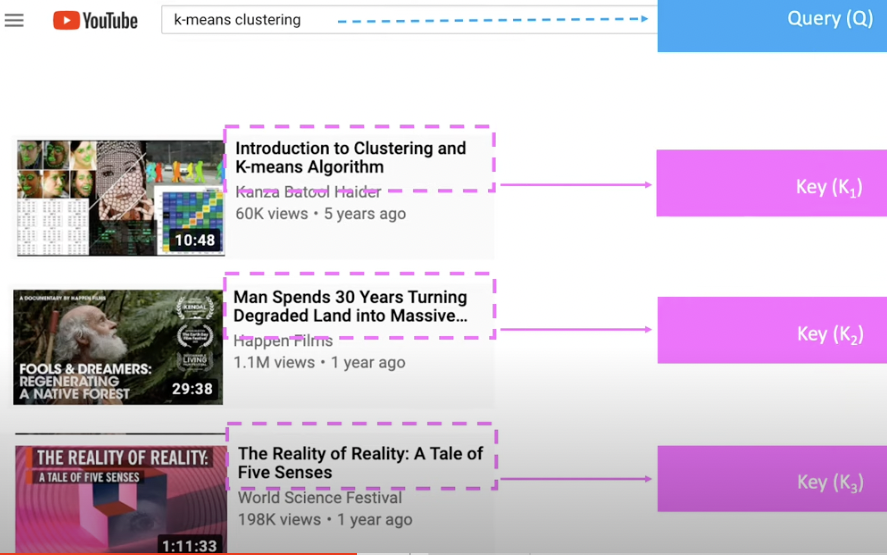 YouTube
k-means clustering
Query (Q)
Introduction to Clustering and
K-means Algorithm
Kanza Batool Haider
60K views • 5 years ago
10:48
Key (K1)
Man Spends 30 Years Turning
Degraded Land into Massive...
Happen Films
1.1M views • 1 year ago
A DOCUMENTARY BY HAPPEN FILMS
FOOLS & DREAMERS:
REGENERATING
A NATIVE FOREST
29:38
Key (K2)
The Reality of Reality: A Tale of
Five Senses
World Science Festival
198K views • 1 year ago
THE REALITY OF REALITY:
A TALE OF FIVE SENSES
1:11:33
Key (K3)